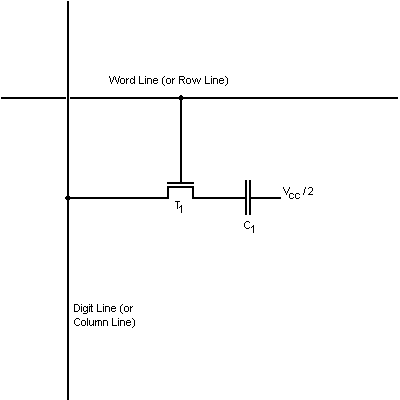 Word Line (or Row Line)
VCC / 2
T1
C1
Digit Line (or
Column Line)